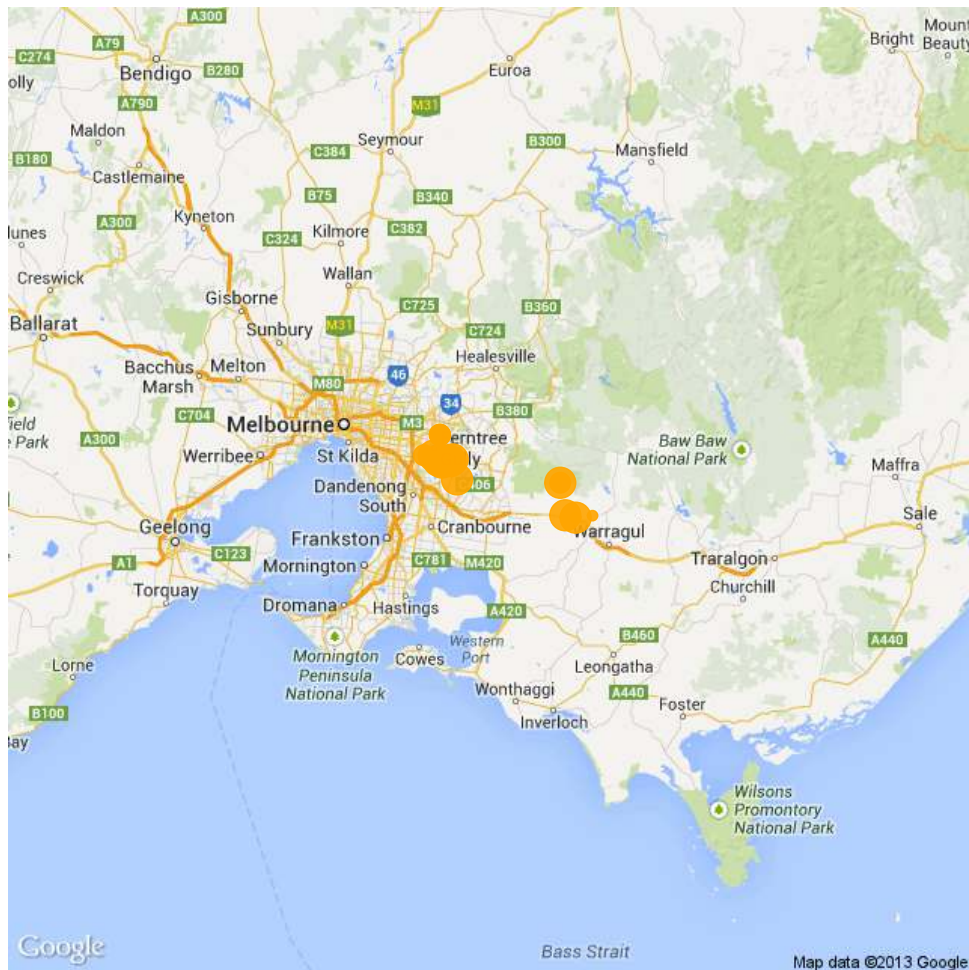 A300
A79
C274
Bendigo
B280
olly
A790
Euroa
Bright
Mount
Beauty
M31
Maldon
Seymour
B180
C384
B300
Mansfield
Castlemaine
B75
B340
A300
Kyneton
C382
unes
C324
Kilmore
Creswick
Wallan
Gisborne
C725
B360
Ballarat
Sunbury
M31
C724
Healesville
Bacchus
Marsh
Melton
M80
46
34
C704
Melbourne
M3
B380
field
e Park
A300
Werribee
St Kilda
erntree
lly
Baw Baw
National Park
Maffra
Dandenong
South
Geelong
Cranbourne
Warragul
Sale
C123
Frankston
A1
Mornington
C781
M420
Traralgon
Churchill
Torquay
Dromana
Hastings
A420
B460
A440
Western
Port
Mornington
Peninsula
National Park
Cowes
Leongatha
Lorne
Wonthaggi
A440
Foster
B100
Inverloch
Bay
Wilsons
Promontory
National Park
Google
Bass Strait
Map data ©2013 Google